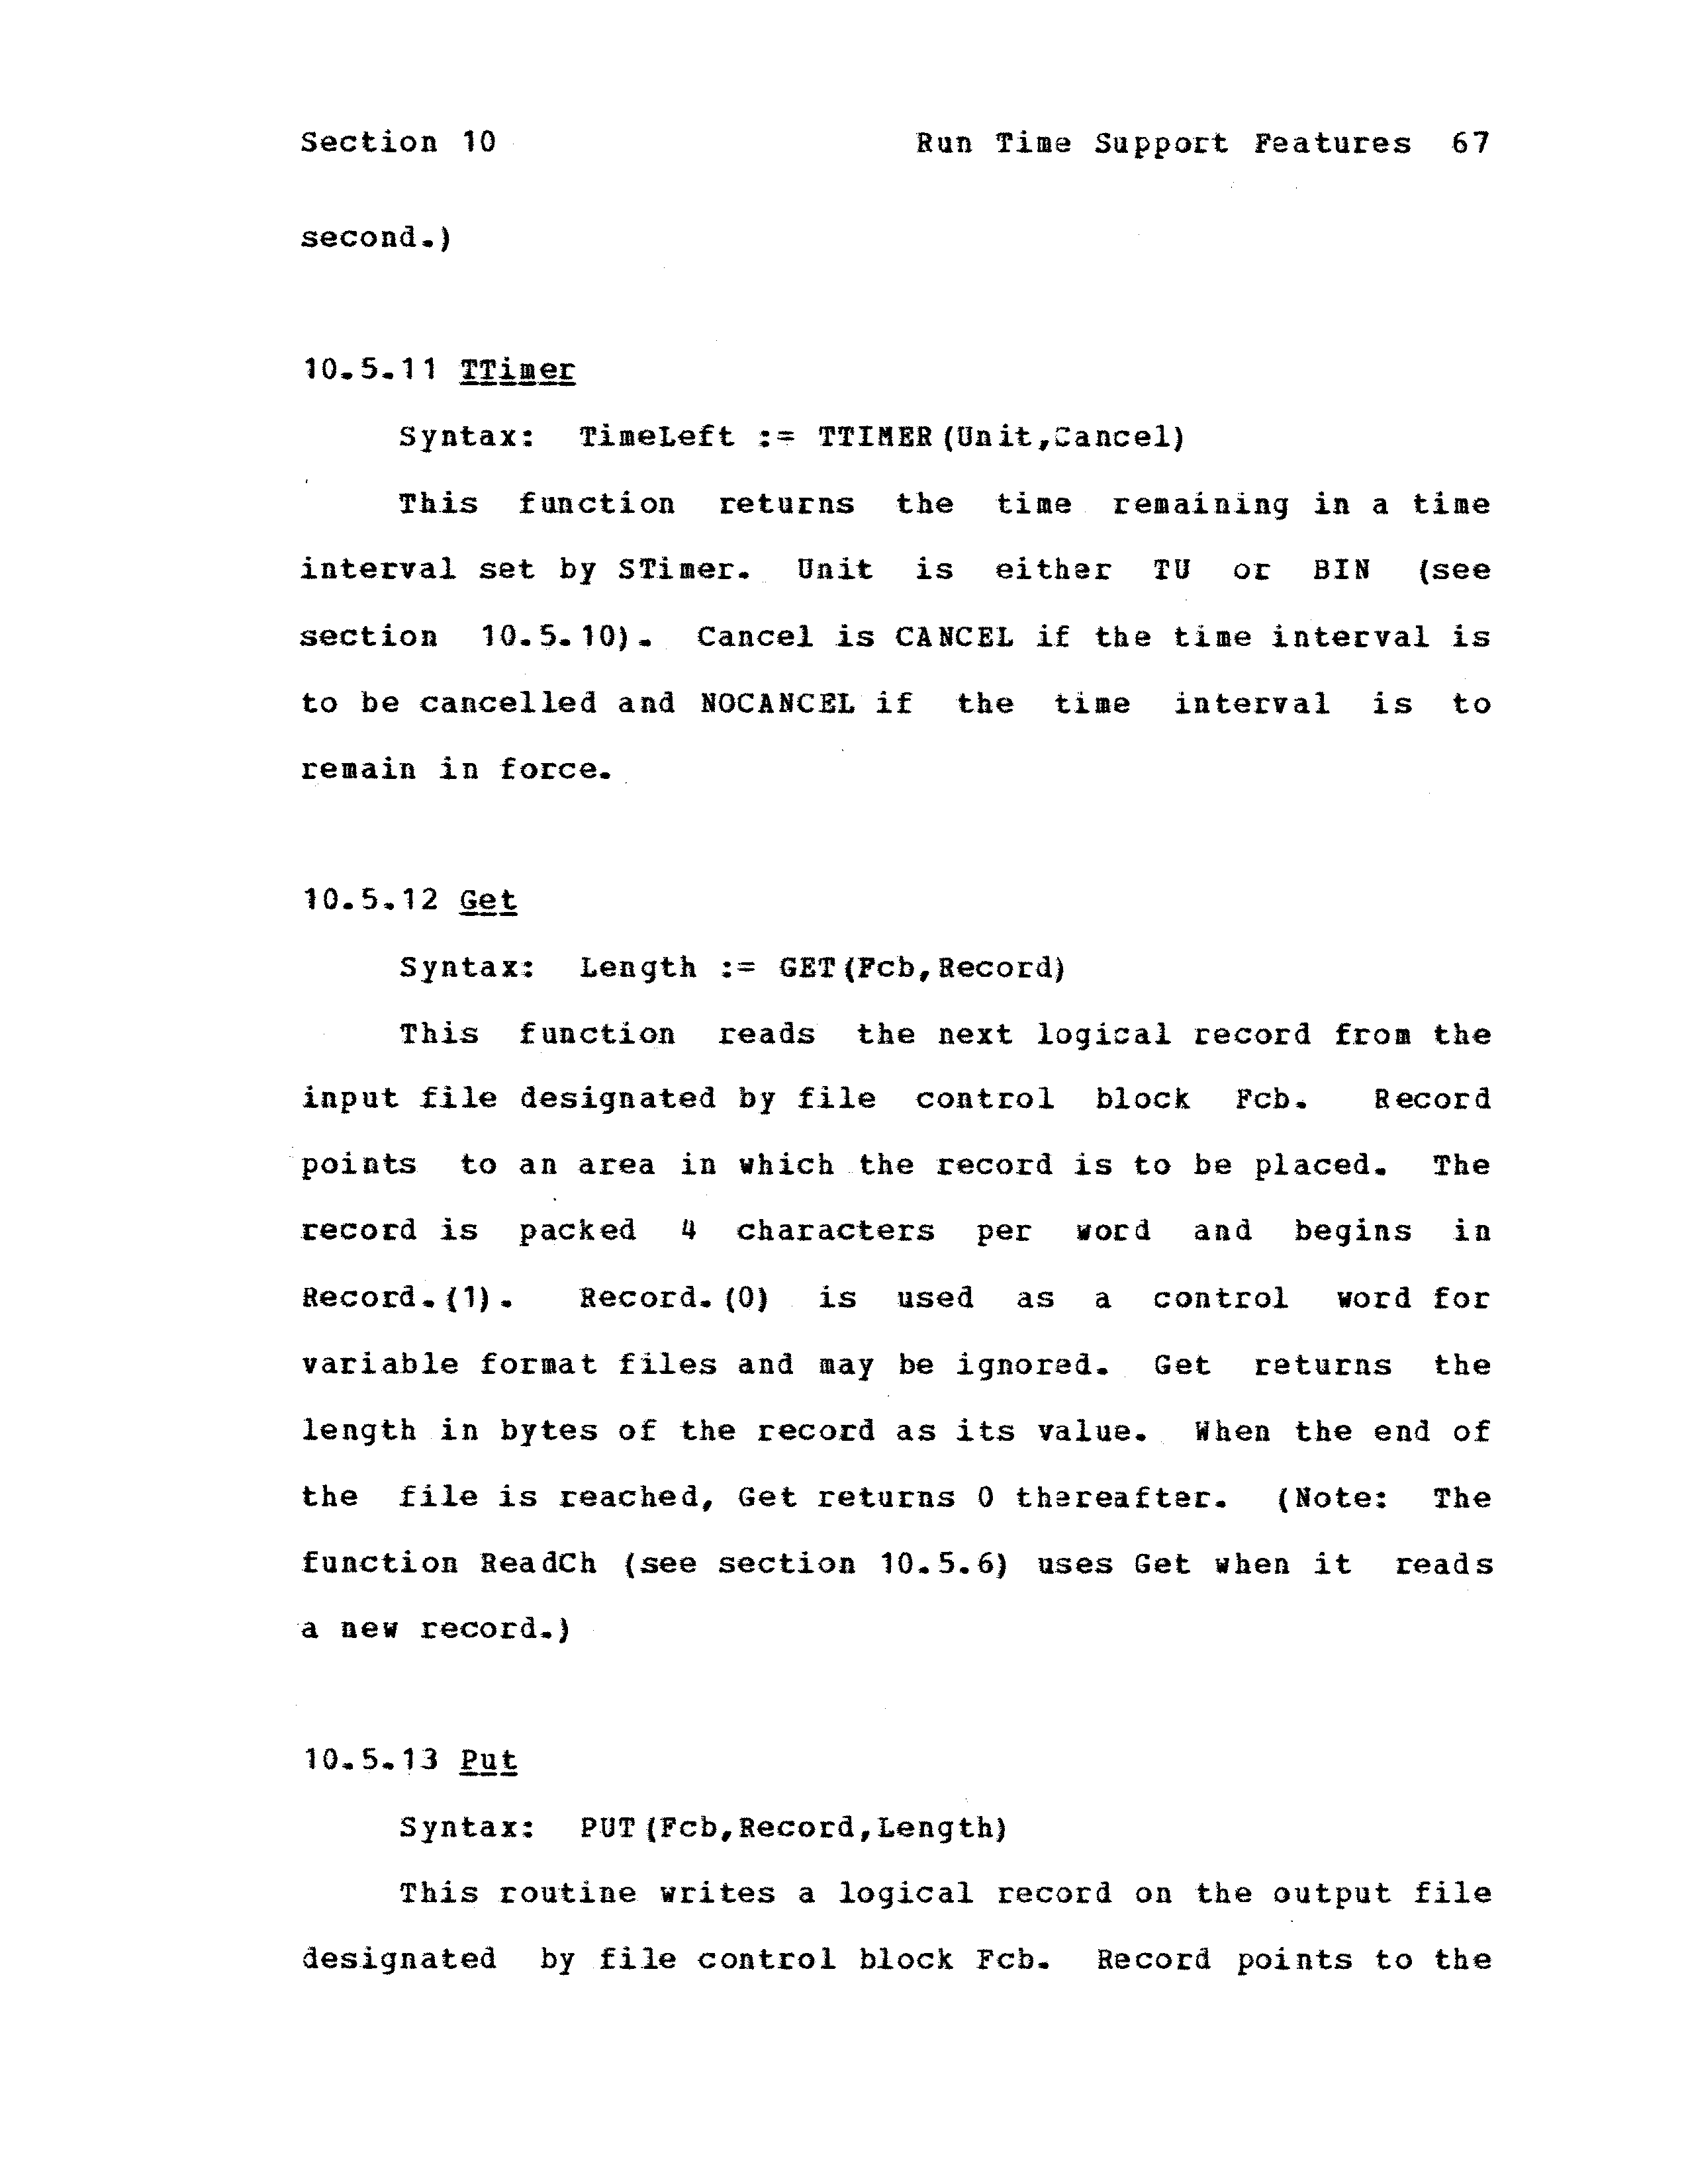 Section 10 Run Time Support Features 67
second.)
10.5.11 TTimer
Syntax: TimeLeft := TTIMER(Unit,Cancel)
This function returns the time remaining in a time
interval set by STimer. Unit is either TU or BIN (see
section 10.5.10). Cancel is CANCEL if the time interval is
to be cancelled and NOCANCEL if the time interval is to
remain in force.
10.5.12 Get
Syntax: Length := GET(Fcb,Record)
This function reads the next logical record from the
input file designated by file control block Fcb. Record
points to an area in which the record is to be placed. The
record is packed 4 characters per word and begins in
Record.(1). Record.(0) is used as a control word for
variable format files and may be ignored. Get returns the
length in bytes of the record as its value. When the end of
the file is reached, Get returns 0 thereafter. (Note: The
function ReadCh (see section 10.5.6) uses Get when it reads
a new record.)
10.5.13 Put
Syntax: PUT(Fcb,Record,Length)
This routine writes a logical record on the output file
designated by file control block Fcb. Record points to the